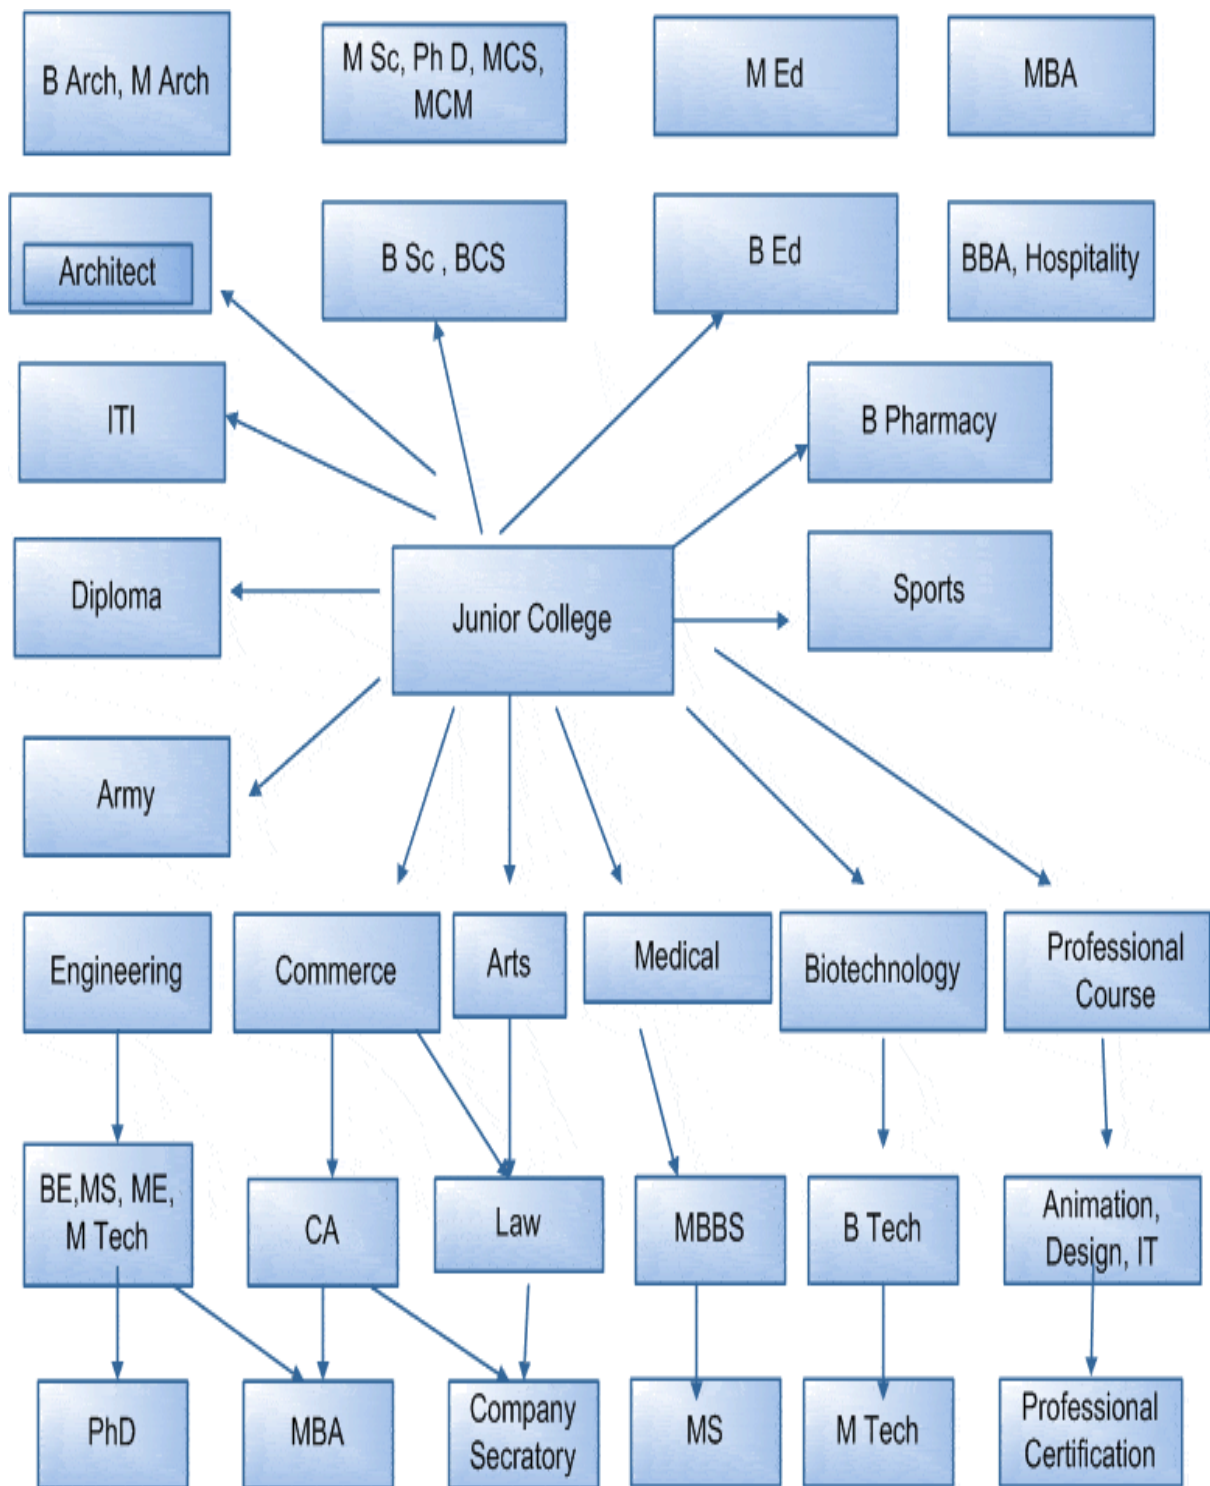 B Arch, M Arch
M Sc, Ph D, MCS,
MCM
M Ed
MBA
Architect
B Sc , BCS
B Ed
BBA, Hospitality
ITI
B Pharmacy
Diploma
Junior College
Sports
Army
Engineering
Commerce
Arts
Medical
Biotechnology
Professional
Course
BE,MS, ME,
M Tech
CA
Law
MBBS
B Tech
Animation,
Design, IT
PhD
MBA
Company
Secratory
MS
M Tech
Professional
Certification